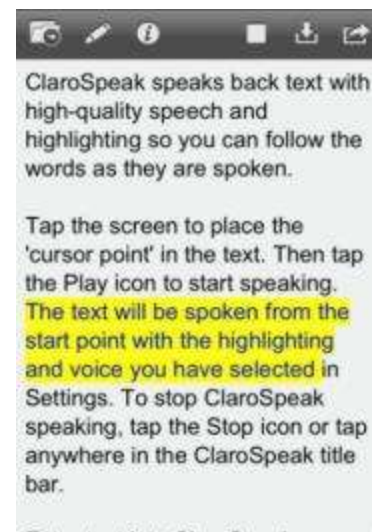 ClaroSpeak speaks back text with
high-quality speech and
highlighting so you can follow the
words as they are spoken.
Tap the screen to place the
'cursor point' in the text. Then tap
the Play icon to start speaking.
The text will be spoken from the
start point with the highlighting
and voice you have selected in
Settings. To stop ClaroSpeak
speaking, tap the Stop icon or tap
anywhere in the ClaroSpeak title
bar.